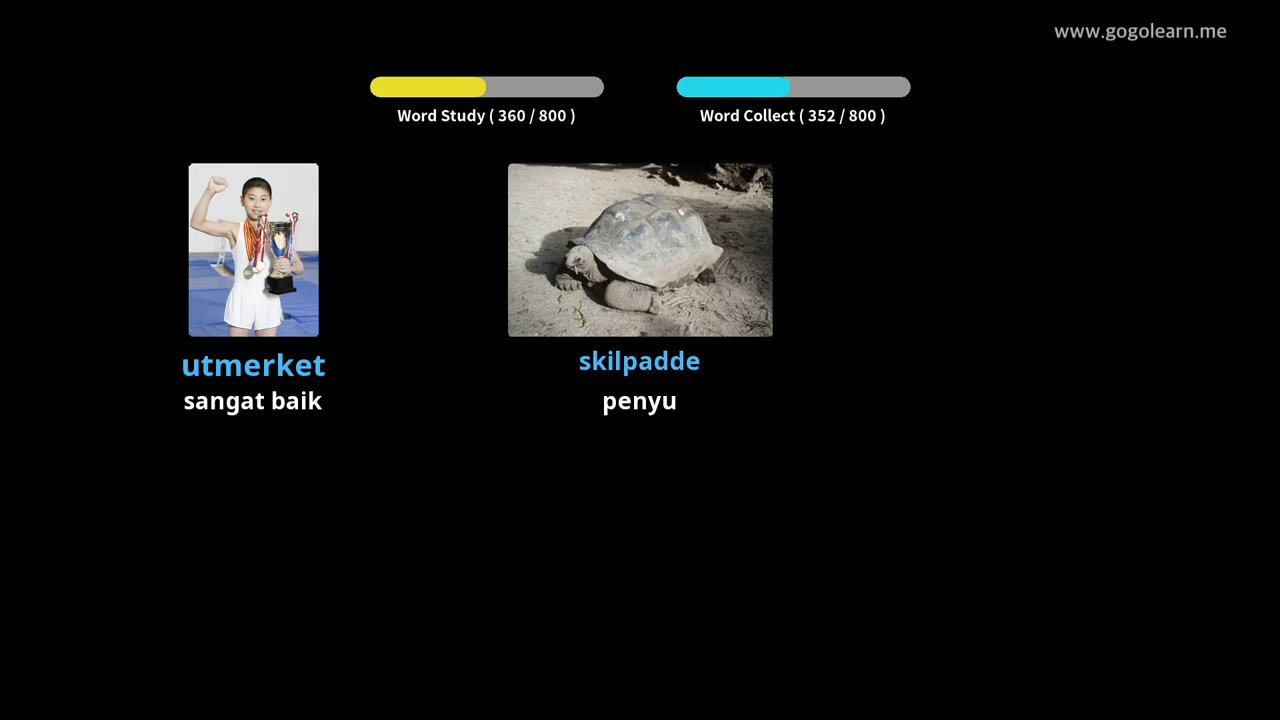 www.gogolearn.me
Word Study ( 360 / 800 )
Word Collect ( 352 / 800 )
utmerket
sangat baik
skilpadde
penyu